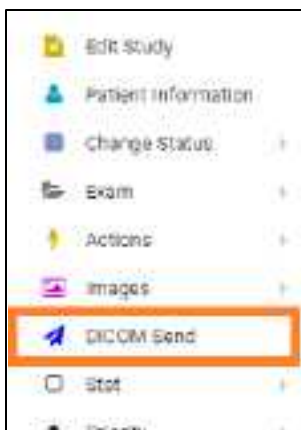 Edit Study
Patient Information
Change Status
Exam
Actions
Images
DICOM Send
Stat